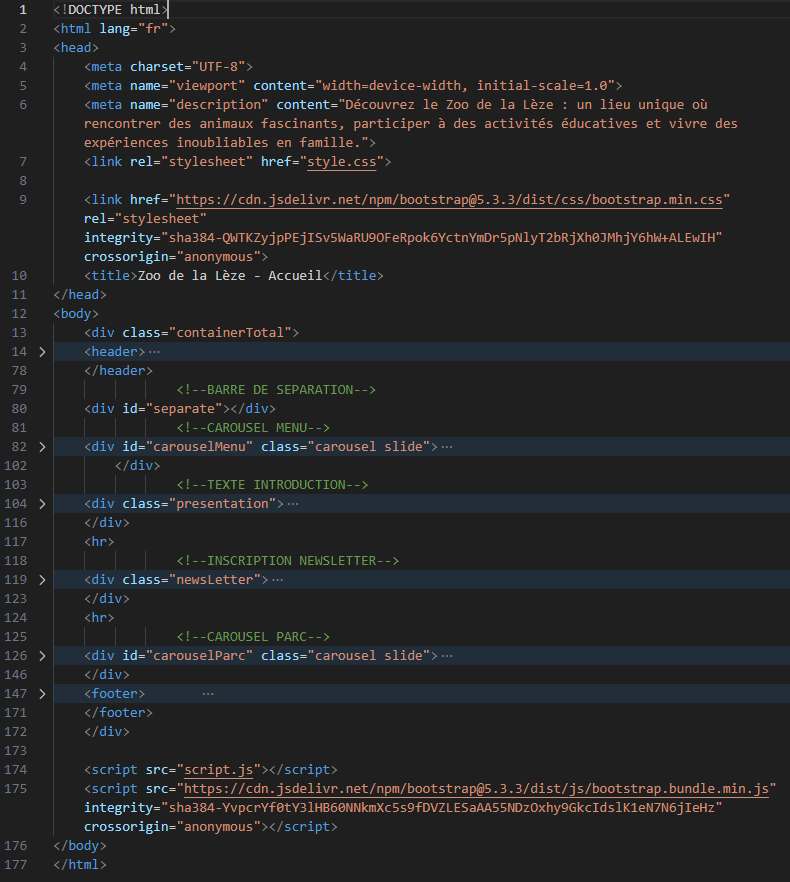 1 <!DOCTYPE html>
2 <html lang="fr">
3 <head>
4 <meta charset="UTF-8">
5 <meta name="viewport" content="width=device-width, initial-scale=1.0">
6 <meta name="description" content="Découvrez le Zoo de la Lèze : un lieu unique où
rencontrer des animaux fascinants, participer à des activités éducatives et vivre des
expériences inoubliables en famille.">
7 <link rel="stylesheet" href="style.css">
8
9 <link href="https://cdn.jsdelivr.net/npm/bootstrap@5.3.3/dist/css/bootstrap.min.css"
rel="stylesheet"
integrity="sha384-QWTKZyjpPEjISv5WaRU9OFeRpok6YctnYmDr5pNlyT2bRjXh0JMhjY6hW+ALEwIH"
crossorigin="anonymous">
10 <title>Zoo de la Lèze - Accueil</title>
11 </head>
12 <body>
13 <div class="containerTotal">
14 > <header>···
78 </header>
79 <!--BARRE DE SEPARATION-->
80 <div id="separate"></div>
81 <!--CAROUSEL MENU-->
82 > <div id="carouselMenu" class="carousel slide">···
102 </div>
103 <!--TEXTE INTRODUCTION-->
104 > <div class="presentation">···
116 </div>
117 <hr>
118 <!--INSCRIPTION NEWSLETTER-->
119 > <div class="newsLetter">···
123 </div>
124 <hr>
125 <!--CAROUSEL PARC-->
126 > <div id="carouselParc" class="carousel slide">···
146 </div>
147 > <footer> ···
171 </footer>
172 </div>
173
174 <script src="script.js"></script>
175 <script src="https://cdn.jsdelivr.net/npm/bootstrap@5.3.3/dist/js/bootstrap.bundle.min.js"
integrity="sha384-YvpcrYf0tY3lHB60NNkmXc5s9fDVZLESaAA55NDzOxhy9GkcIdslK1eN7N6jIeHz"
crossorigin="anonymous"></script>
176 </body>
177 </html>